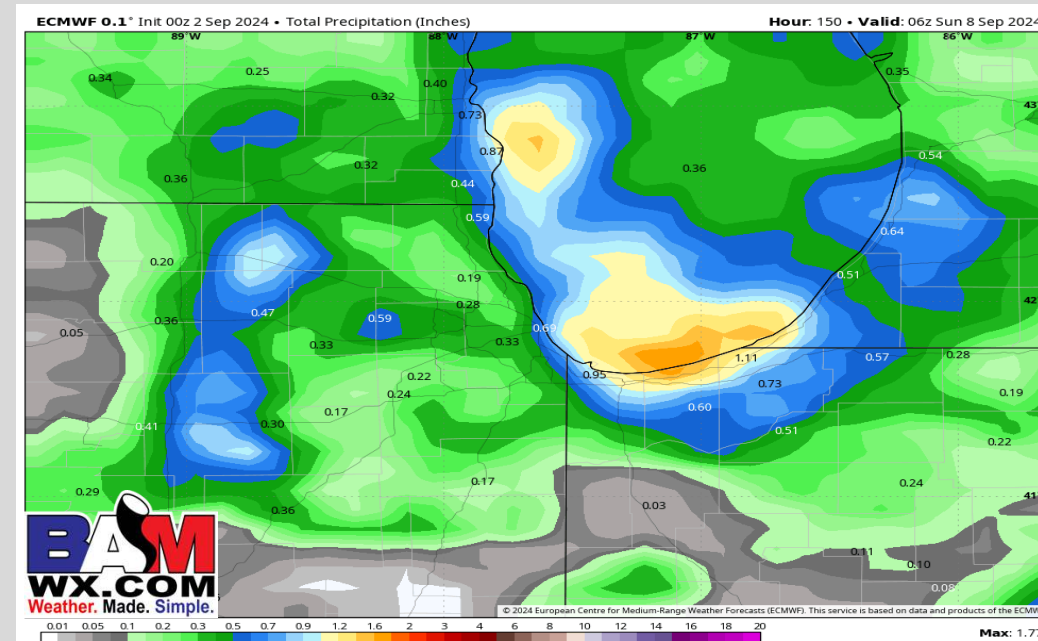 ECMWF 0.1° Init 00z 2 Sep 2024 • Total Precipitation (Inches)
Hour: 150 • Valid: 06z Sun 8 Sep 2024
89°W 88°W 87°W 86°W
0.34 0.25 0.32 0.40 0.35
43
0.73
0.87 0.54
0.36 0.32 0.44 0.36
0.59 0.64
0.20 0.19 0.51
0.28 42
0.05 0.36 0.47 0.59 0.33 0.33 0.69
0.95 1.11 0.57 0.28
0.22 0.73
0.24 0.19
0.17 0.60
0.41 0.30 0.51 0.22
0.17 0.24
0.29 41
0.36 0.03
0.11
0.10
0.08
BAM
WX.COM
Weather. Made. Simple.
© 2024 European Centre for Medium-Range Weather Forecasts (ECMWF). This service is based on data and products of the ECMW
0.01 0.05 0.1 0.2 0.3 0.5 0.7 0.9 1.2 1.6 2 3 4 6 8 10 12 14 16 18 20
Max: 1.77